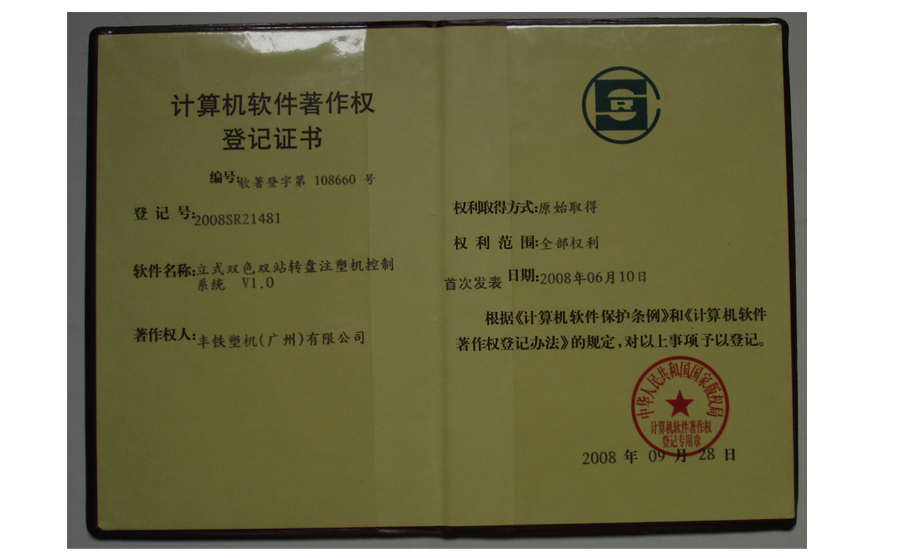 计算机软件著作权
登记证书
编号:软著登字第 108660 号
登 记 号:2008SR21481
软件名称:立式双色双站转盘注塑机控制
系统 V1.0
著作权人:丰铁塑机(广州)有限公司
R
权利取得方式:原始取得
权 利 范 围:全部权利
首次发表日期:2008年06月10日
根据《计算机软件保护条例》和《计算机软件
著作权登记办法》的规定,对以上事项予以登记。
中华人民共和国国家版权局
计算机软件著作权
登记专用章
2008 年 09 月 28 日